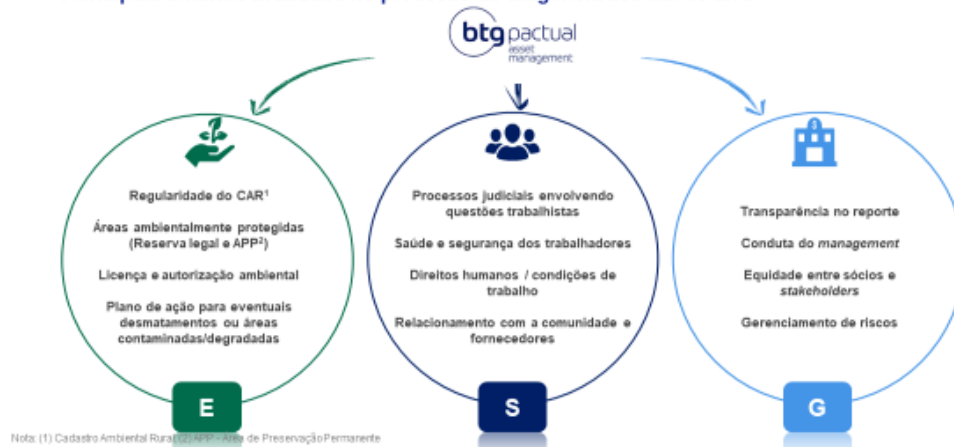 btg pactual
asset
management
Regularidade do CAR¹
Áreas ambientalmente protegidas
(Reserva legal e APP²)
Licença e autorização ambiental
Plano de ação para eventuais
desmatamentos ou áreas
contaminadas/degradadas
E
Processos judiciais envolvendo
questões trabalhistas
Saúde e segurança dos trabalhadores
Direitos humanos / condições de
trabalho
Relacionamento com a comunidade e
fornecedores
S
Transparência no reporte
Conduta do management
Equidade entre sócios e
stakeholders
Gerenciamento de riscos
G
Nota: (1) Cadastro Ambiental Rural (2) APP - Área de Preservação Permanente